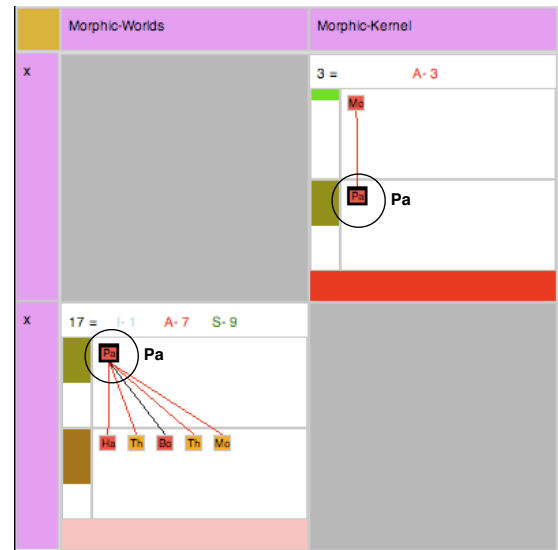 Morphic-Worlds Morphic-Kernel
x
3 = A- 3
Mo
Pa Pa
x
17 = I- 1 A- 7 S- 9
Pa Pa
Ha Th Bo Th Mo